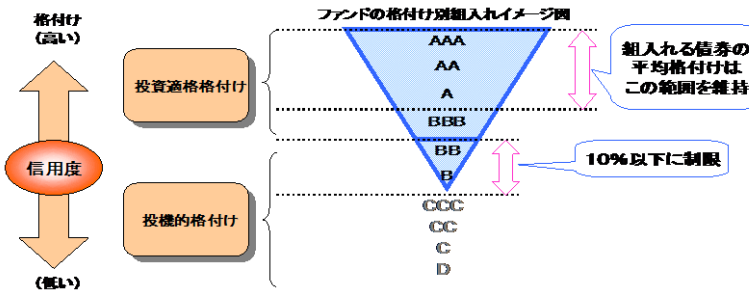 ファンドの格付け別組入れイメージ図
格付け
(高い)
信用度
(低い)
投資適格格付け
投機的格付け
AAA
AA
A
BBB
BB
B
CCC
CC
C
D
組入れる債券の
平均格付けは
この範囲を維持
10%以下に制限